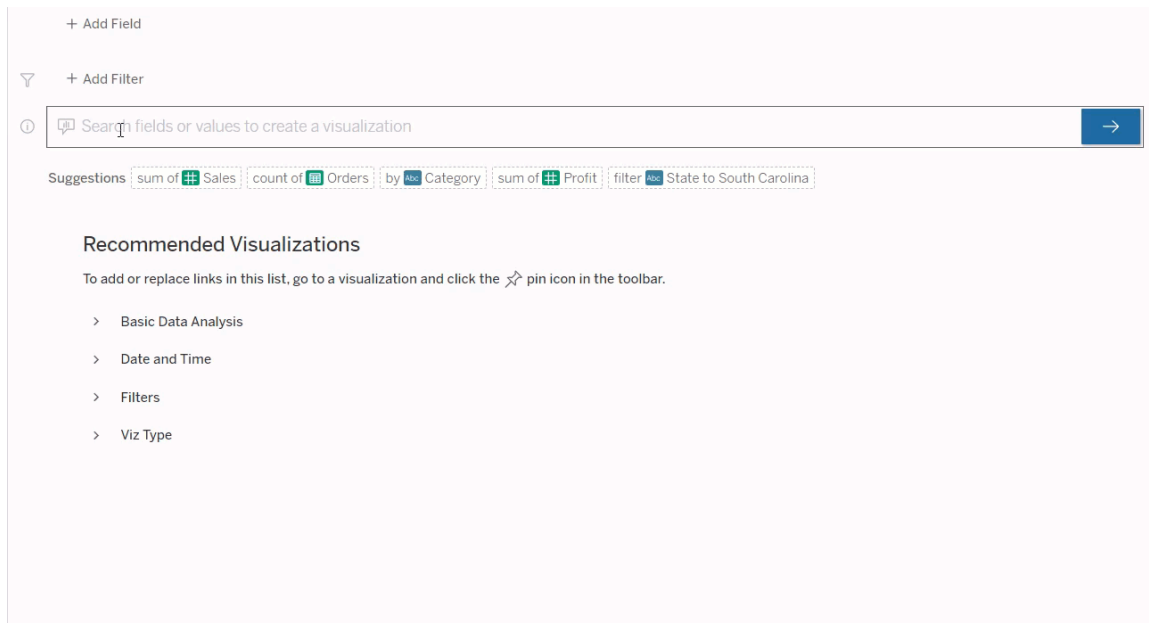 + Add Field
+ Add Filter
Search fields or values to create a visualization
Suggestions sum of # Sales count of Orders by Abc Category sum of # Profit filter Abc State to South Carolina
Recommended Visualizations
To add or replace links in this list, go to a visualization and click the pin icon in the toolbar.
Basic Data Analysis
Date and Time
Filters
Viz Type